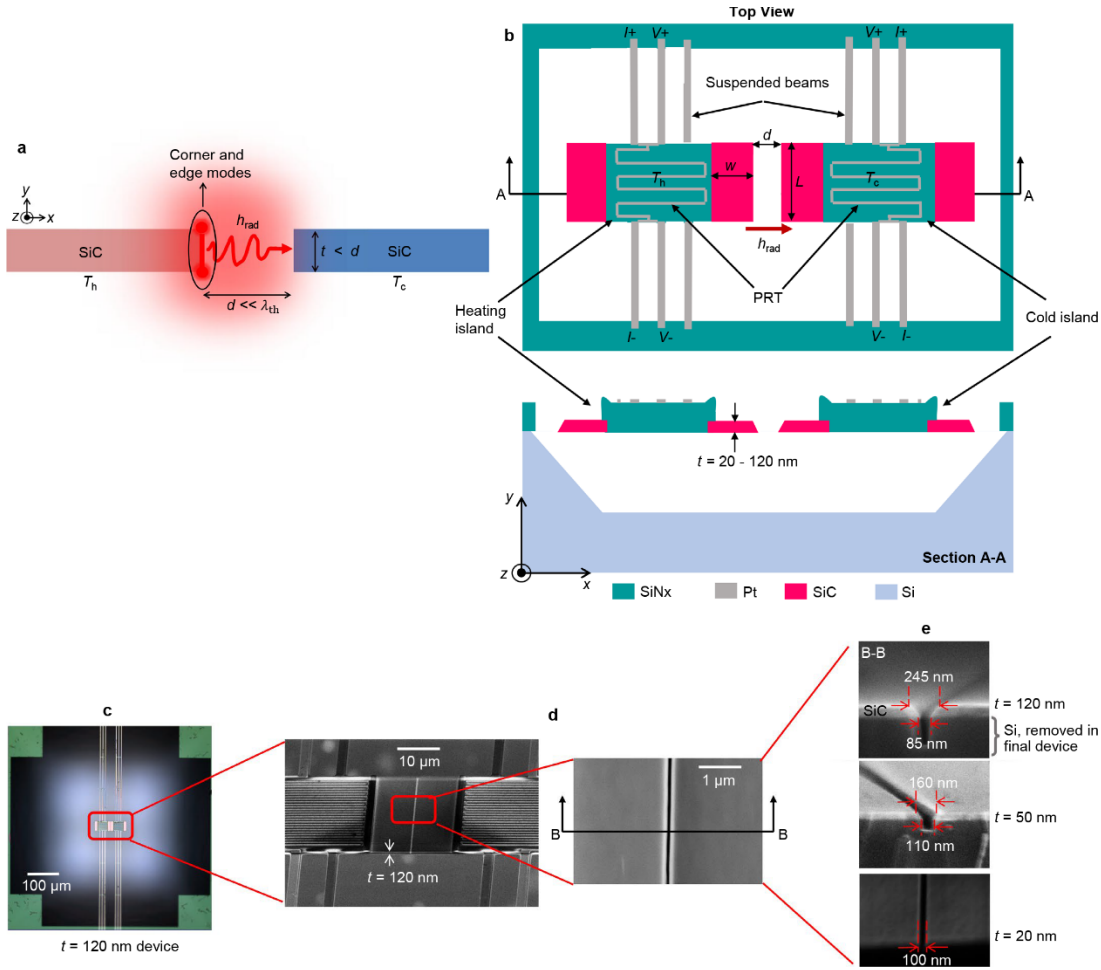 Top View
a
Corner and
edge modes
y
z
x
h_rad
SiC
SiC
t < d
T_h
T_c
d << λ_th
b
I+
V+
V+
I+
Suspended beams
d
A
A
T_h
w
L
T_c
h_rad
PRT
Heating
island
Cold island
I-
V-
V-
I-
t = 20 - 120 nm
y
z
x
Section A-A
SiNx
Pt
SiC
Si
c
100 µm
t = 120 nm device
d
10 µm
t = 120 nm
1 µm
B
B
e
B-B
245 nm
t = 120 nm
SiC
Si, removed in
final device
85 nm
160 nm
t = 50 nm
110 nm
t = 20 nm
100 nm